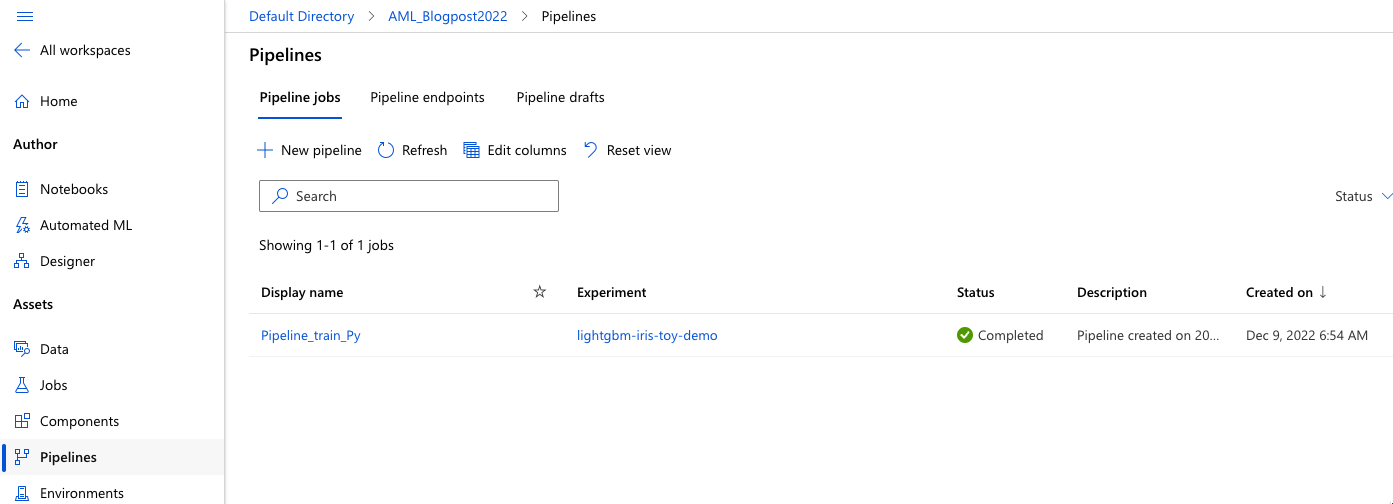 Default Directory > AML_Blogpost2022 > Pipelines
All workspaces
Home
Author
Notebooks
Automated ML
Designer
Assets
Data
Jobs
Components
Pipelines
Environments
Pipelines
Pipeline jobs Pipeline endpoints Pipeline drafts
New pipeline Refresh Edit columns Reset view
Search Status
Showing 1-1 of 1 jobs
Display name Experiment Status Description Created on ↓
Pipeline_train_Py lightgbm-iris-toy-demo Completed Pipeline created on 20... Dec 9, 2022 6:54 AM